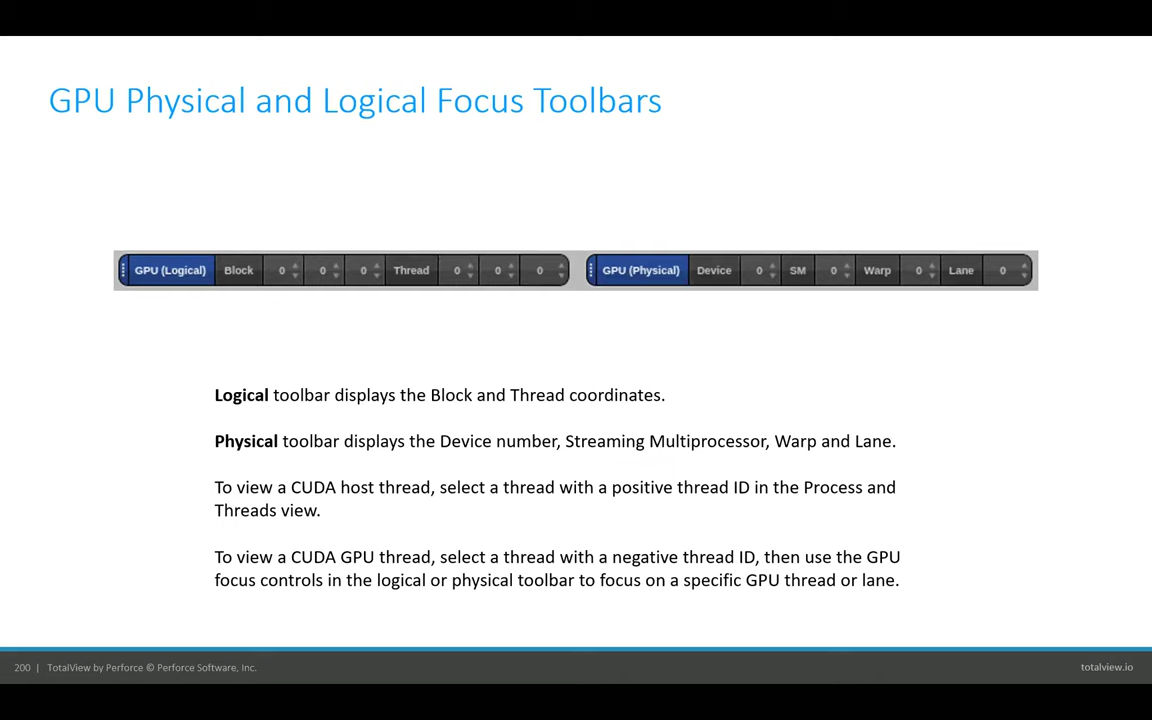 GPU Physical and Logical Focus Toolbars
GPU (Logical) Block 0 0 0 Thread 0 0 0 GPU (Physical) Device 0 SM 0 Warp 0 Lane 0
Logical toolbar displays the Block and Thread coordinates.
Physical toolbar displays the Device number, Streaming Multiprocessor, Warp and Lane.
To view a CUDA host thread, select a thread with a positive thread ID in the Process and
Threads view.
To view a CUDA GPU thread, select a thread with a negative thread ID, then use the GPU
focus controls in the logical or physical toolbar to focus on a specific GPU thread or lane.
200 | TotalView by Perforce © Perforce Software, Inc. totalview.io